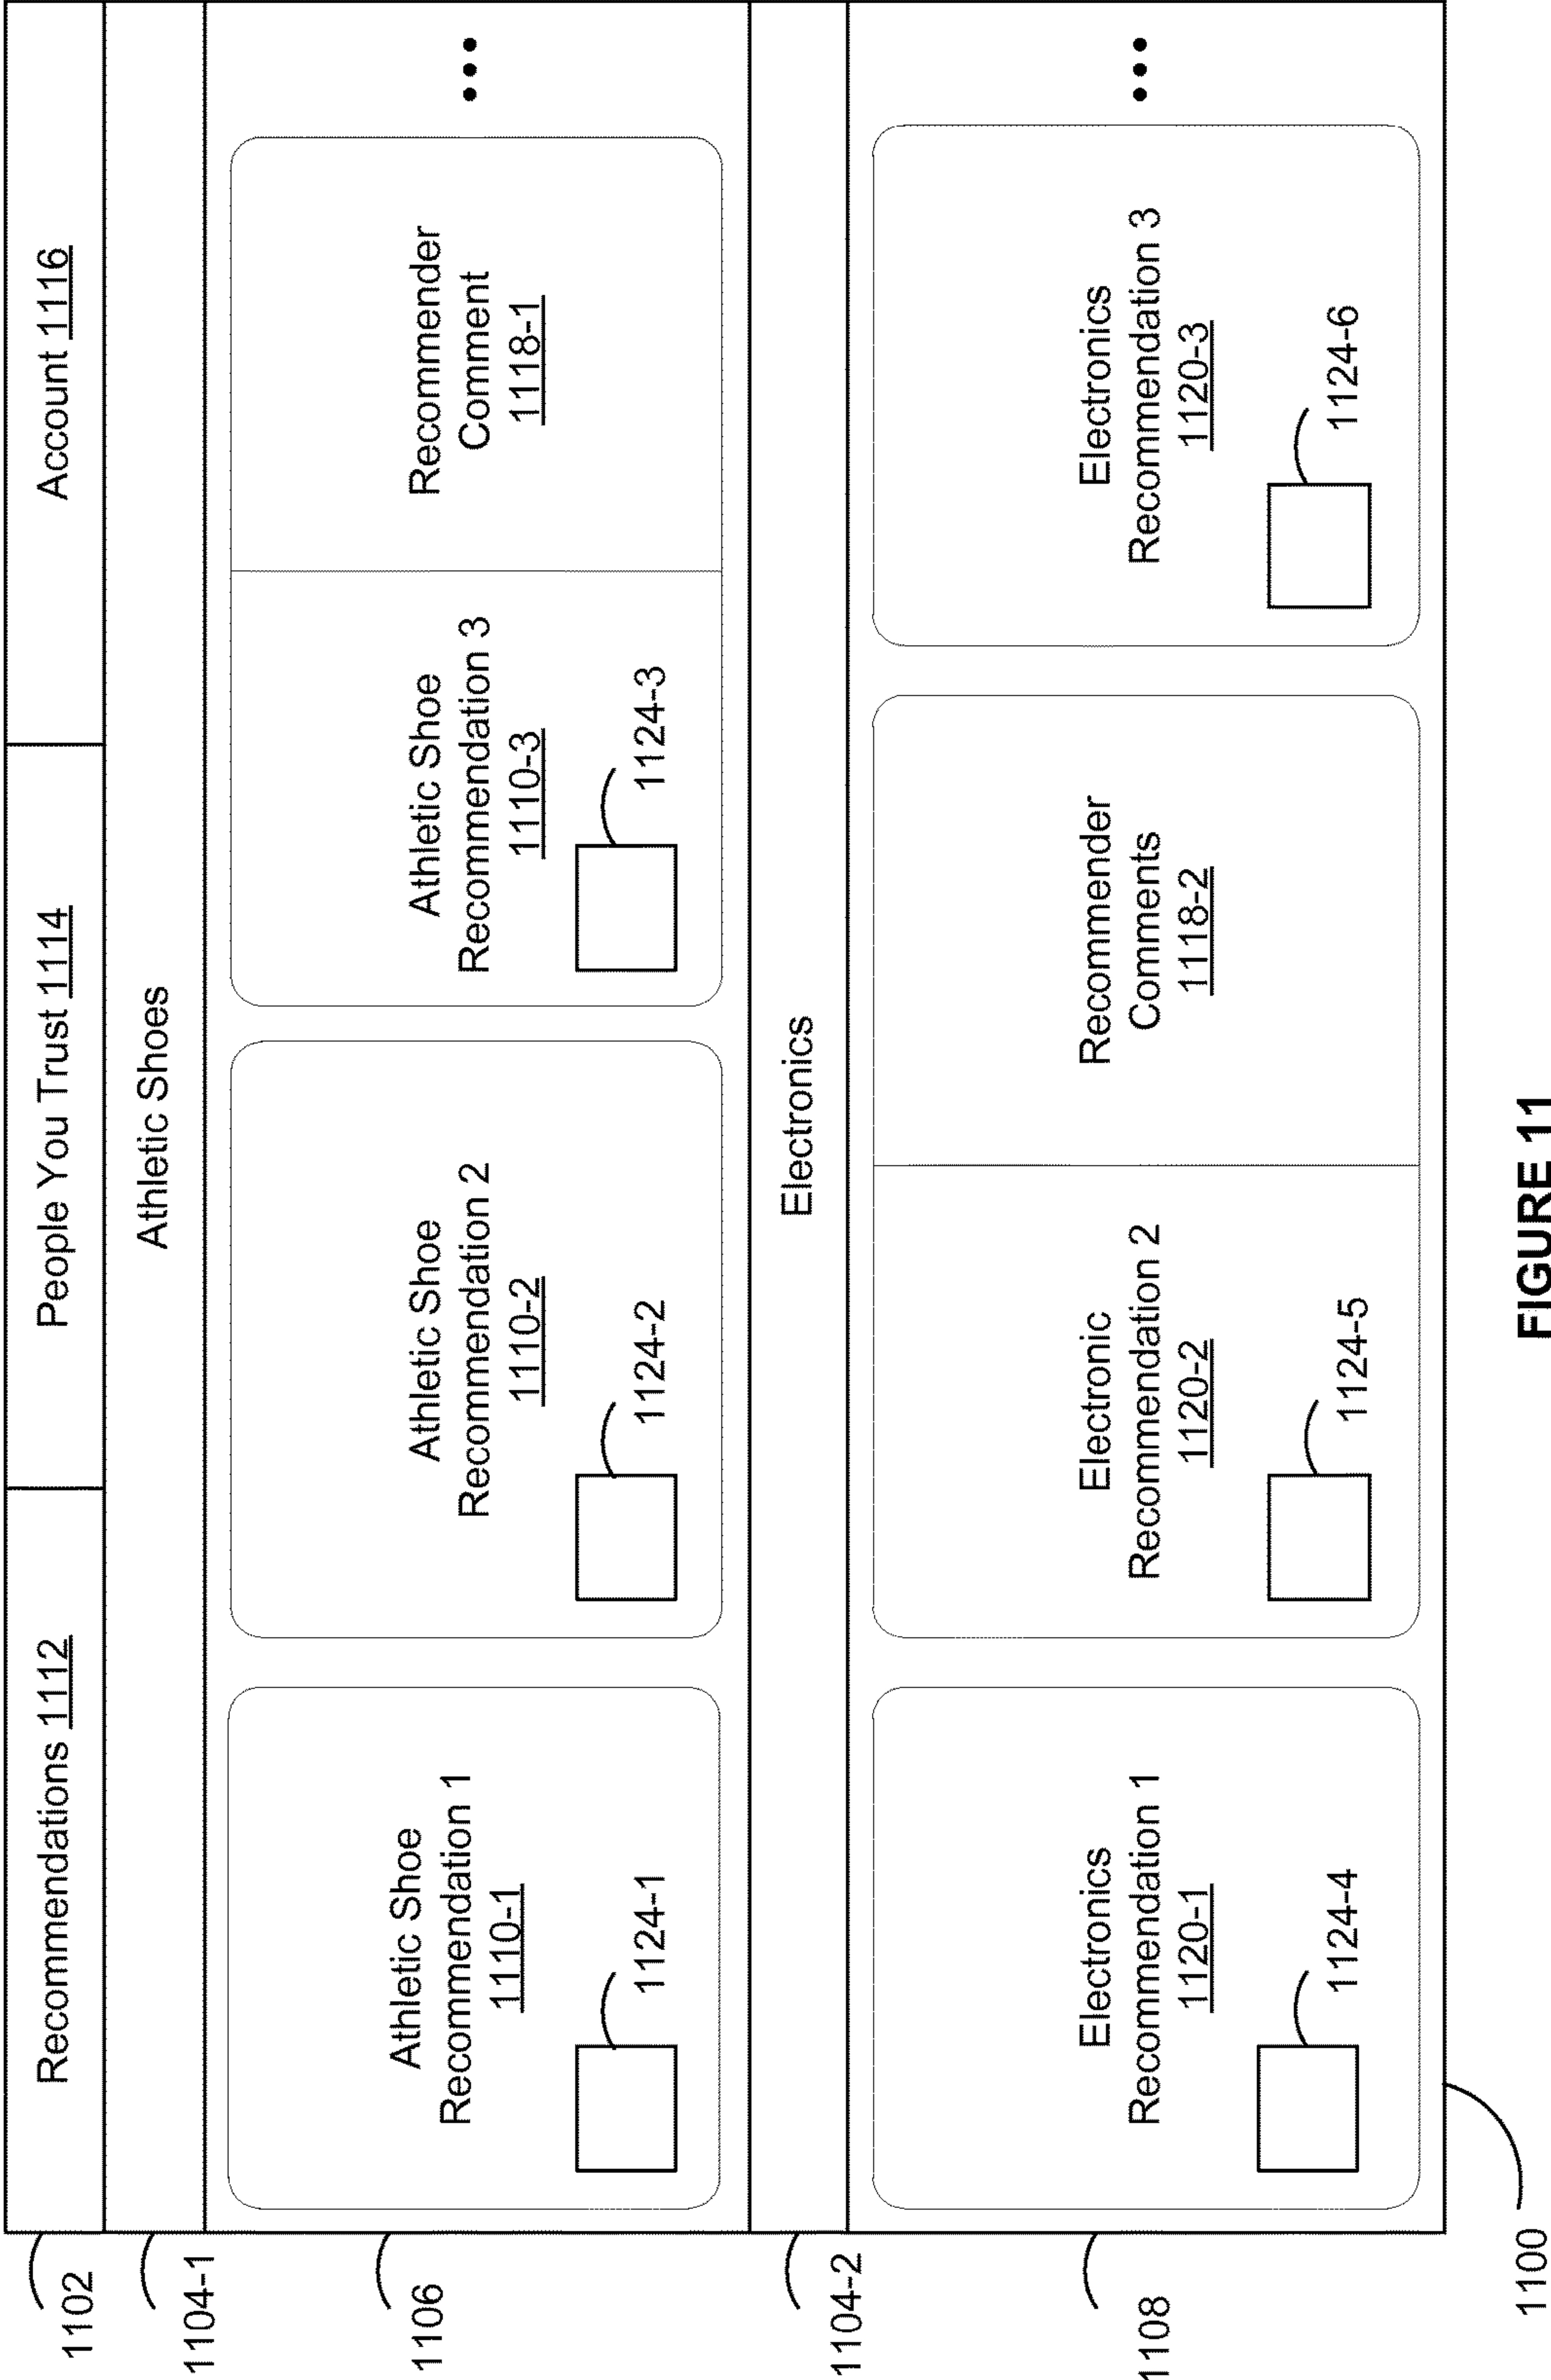 Recommendations 1112
People You Trust 1114
Account 1116
1102
Athletic Shoes
1104-1
Athletic Shoe
Recommendation 1
1110-1
1124-1
Athletic Shoe
Recommendation 2
1110-2
1124-2
Athletic Shoe
Recommendation 3
1110-3
1124-3
Recommender
Comment
1118-1
1106
Electronics
1104-2
Electronics
Recommendation 1
1120-1
1124-4
Electronic
Recommendation 2
1120-2
1124-5
Recommender
Comments
1118-2
Electronics
Recommendation 3
1120-3
1124-6
1108
1100
FIGURE 11